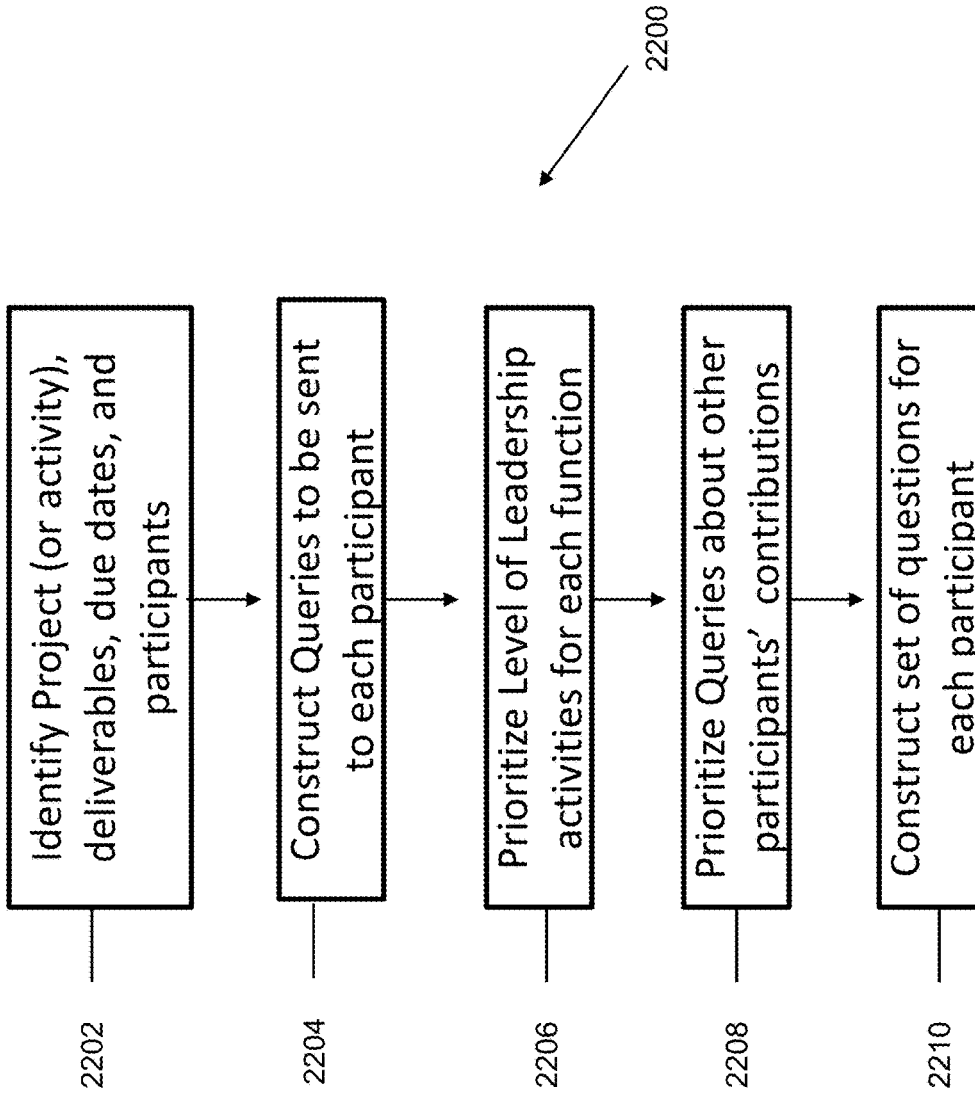 2200
2202
Identify Project (or activity),
deliverables, due dates, and
participants
2204
Construct Queries to be sent
to each participant
2206
Prioritize Level of Leadership
activities for each function
2208
Prioritize Queries about other
participants’ contributions
2210
Construct set of questions for
each participant